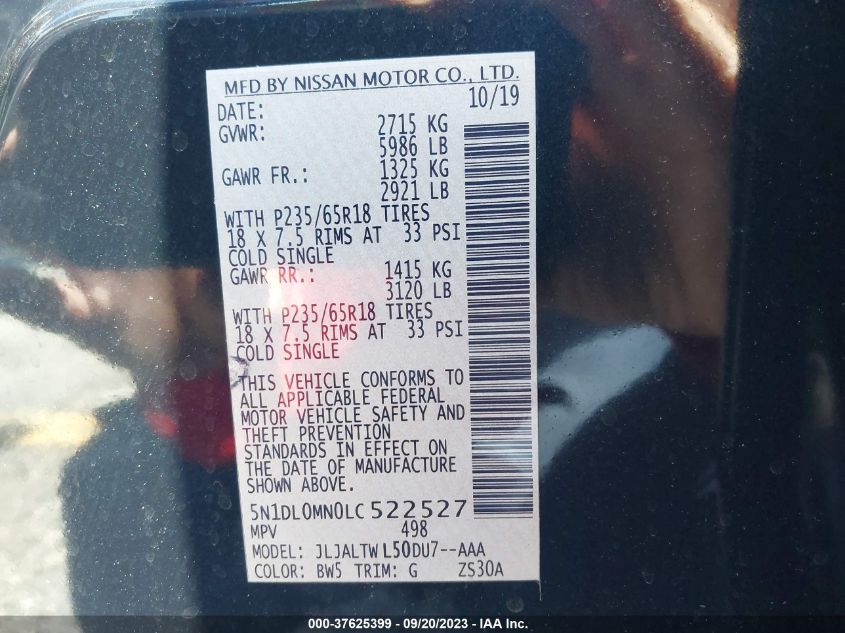 MFD BY NISSAN MOTOR CO., LTD.
DATE: 10/19
GVWR: 2715 KG
5986 LB
GAWR FR.: 1325 KG
2921 LB
WITH P235/65R18 TIRES
18 X 7.5 RIMS AT 33 PSI
COLD SINGLE
GAWR RR.: 1415 KG
3120 LB
WITH P235/65R18 TIRES
18 X 7.5 RIMS AT 33 PSI
COLD SINGLE
THIS VEHICLE CONFORMS TO
ALL APPLICABLE FEDERAL
MOTOR VEHICLE SAFETY AND
THEFT PREVENTION
STANDARDS IN EFFECT ON
THE DATE OF MANUFACTURE
SHOWN ABOVE.
5N1DL0MN0LC522527
MPV 498
MODEL: JLJALTWL50DU7--AAA
COLOR: BW5 TRIM: G ZS30A
000-37625399 - 09/20/2023 - IAA Inc.